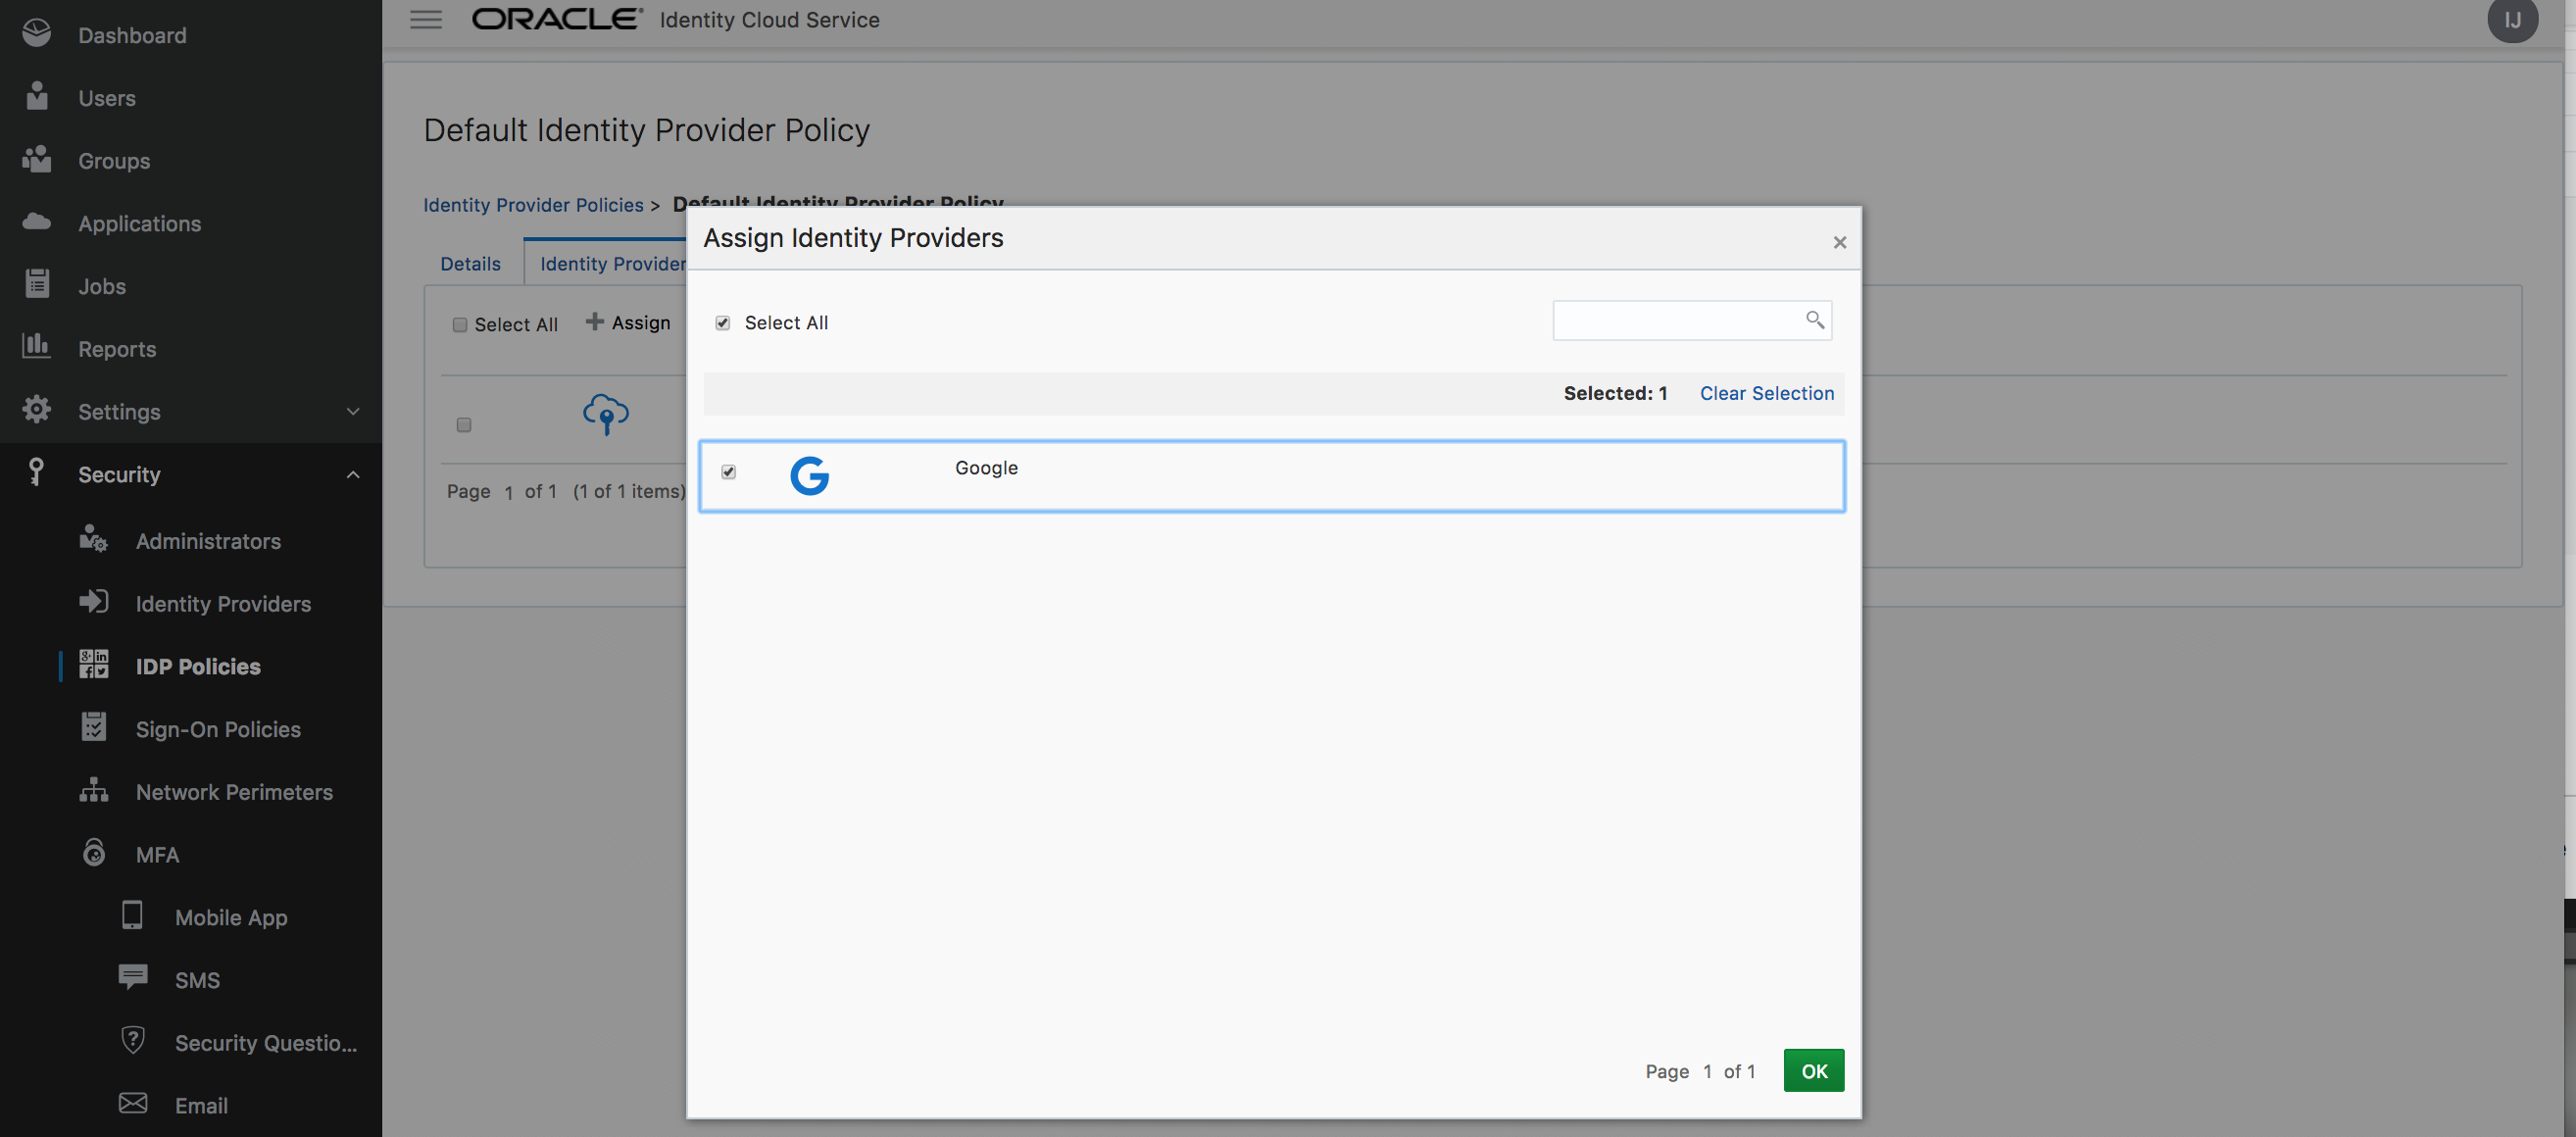 Dashboard
Users
Groups
Applications
Jobs
Reports
Settings
Security
Administrators
Identity Providers
IDP Policies
Sign-On Policies
Network Perimeters
MFA
Mobile App
SMS
Security Questio...
Email
ORACLE Identity Cloud Service
IJ
Default Identity Provider Policy
Identity Provider Policies > Default Identity Provider Policy
Details Identity Provider
Select All + Assign
Page 1 of 1 (1 of 1 items)
Assign Identity Providers
×
Select All
Selected: 1 Clear Selection
G Google
Page 1 of 1 OK